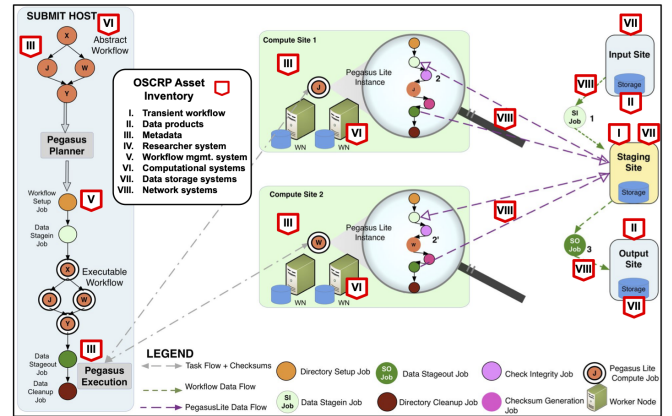 SUBMIT HOST
VI
Abstract
Workflow
III
X
J
W
Y
Pegasus
Planner
Workflow
Setup
Job
V
Data
Stagein
Job
X
Executable
Workflow
J
W
Y
III
Data
Stageout
Job
Data
Cleanup
Job
Pegasus
Execution
OSCRP Asset
Inventory
I. Transient workflow
II. Data products
III. Metadata
IV. Researcher system
V. Workflow mgmt. system
VI. Computational systems
VII. Data storage systems
VIII. Network systems
Compute Site 1
III
Pegasus Lite
Instance
J
WN
WN
VI
2
J
VIII
Compute Site 2
III
Pegasus Lite
Instance
W
WN
WN
VI
2'
W
VIII
VII
Input Site
Storage
II
VIII
SI
Job
1
I
VII
Staging
Site
Storage
SO
Job
3
VIII
II
Output
Site
Storage
VII
LEGEND
Task Flow + Checksums
Workflow Data Flow
PegasusLite Data Flow
Directory Setup Job
SI
Job
Data Stagein Job
SO
Job
Data Stageout Job
Directory Cleanup Job
Check Integrity Job
Checksum Generation
Job
J
Pegasus Lite
Compute Job
Worker Node